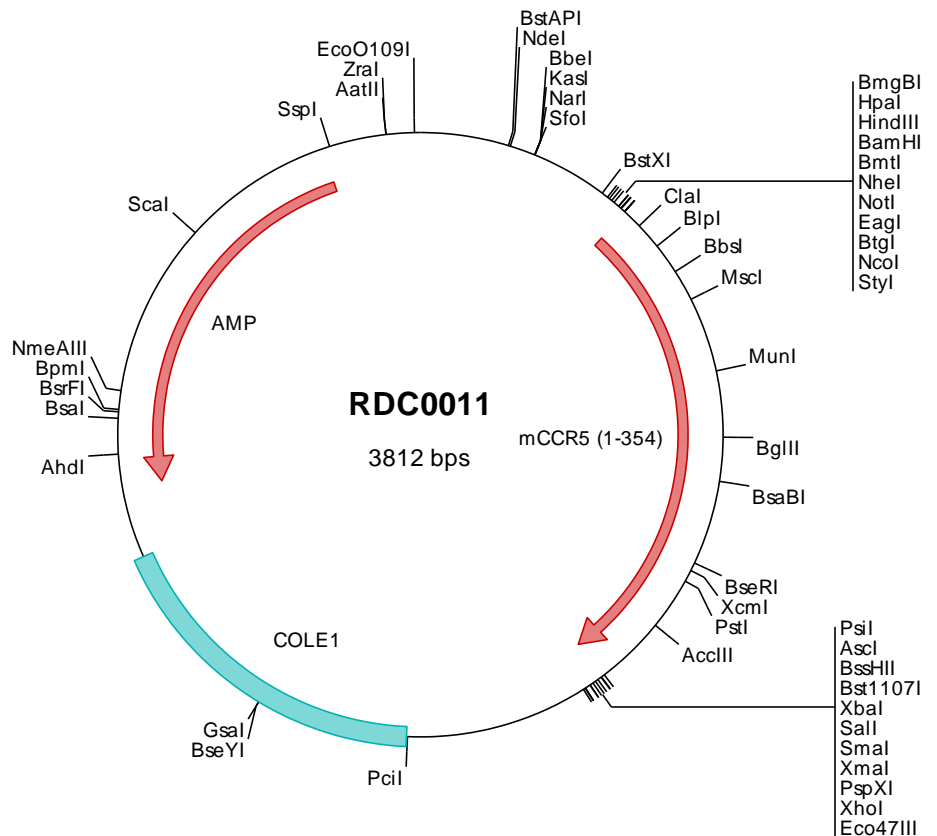 BstAPI
NdeI
EcoO109I
ZraI
AatII
SspI
BbeI
KasI
NarI
SfoI
BmgBI
HpaI
HindIII
BamHI
BmtI
NheI
NotI
EagI
BtgI
NcoI
StyI
BstXI
ClaI
BlpI
BbsI
MscI
ScaI
AMP
NmeAIII
BpmI
BsrFI
BsaI
AhdI
RDC0011
3812 bps
mCCR5 (1-354)
MunI
BglII
BsaBI
BseRI
XcmI
PstI
AccIII
COLE1
GsaI
BseYI
PciI
PsiI
AscI
BssHII
Bst1107I
XbaI
SalI
SmaI
XmaI
PspXI
XhoI
Eco47III